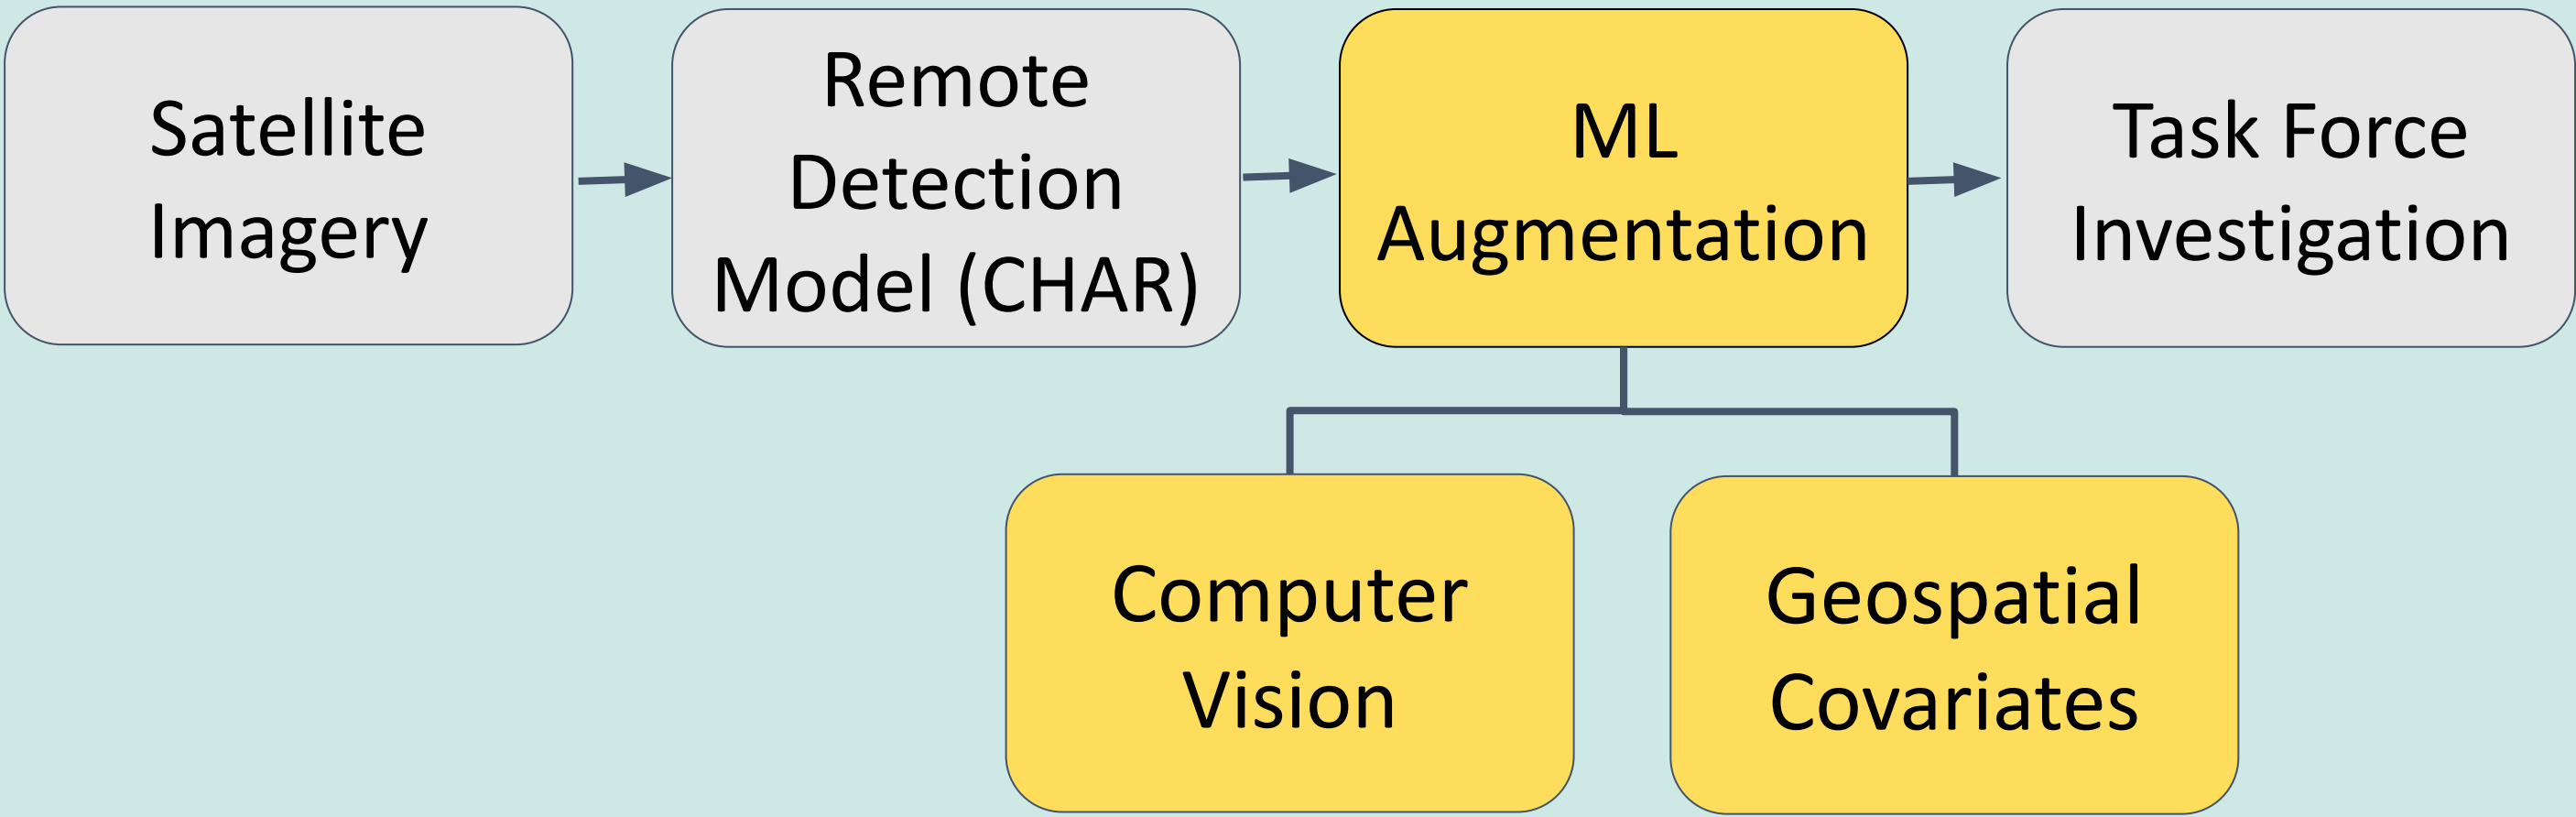 Satellite
Imagery
Remote
Detection
Model (CHAR)
ML
Augmentation
Task Force
Investigation
Computer
Vision
Geospatial
Covariates